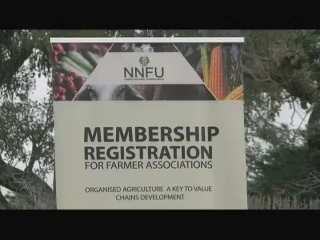 NNFU
MEMBERSHIP
REGISTRATION
FOR FARMER ASSOCIATIONS
ORGANISED AGRICULTURE A KEY TO VALUE
CHAINS DEVELOPMENT